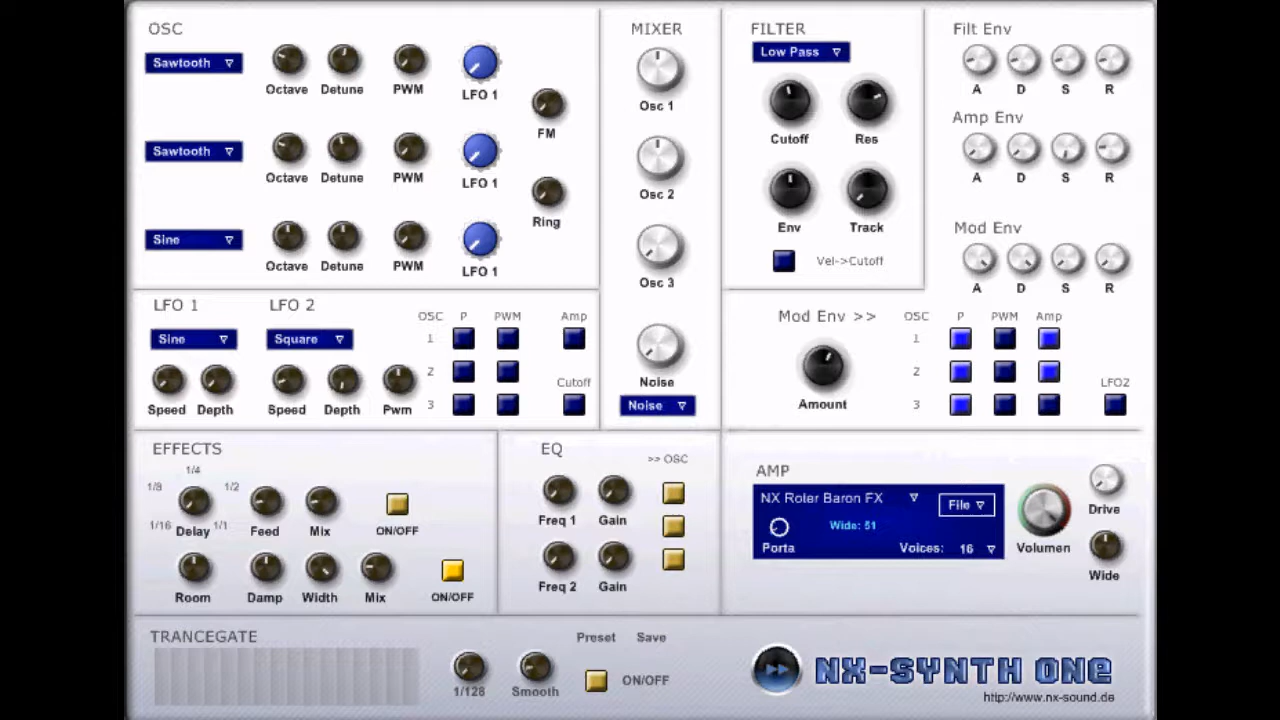 OSC
Sawtooth
Octave Detune PWM LFO 1
FM
Sawtooth
Octave Detune PWM LFO 1
Ring
Sine
Octave Detune PWM LFO 1
MIXER
Osc 1
Osc 2
Osc 3
Noise
Noise
FILTER
Low Pass
Cutoff Res
Env Track
Vel->Cutoff
Filt Env
A D S R
Amp Env
A D S R
Mod Env
A D S R
LFO 1 LFO 2
Sine Square
Speed Depth Speed Depth Pwm
OSC P PWM Amp
1
2
Cutoff
3
Mod Env >> OSC P PWM Amp
1
2
LFO2
3
Amount
EFFECTS
1/4
1/8 1/2
1/16 1/1
Delay Feed Mix ON/OFF
Room Damp Width Mix ON/OFF
EQ
>> OSC
Freq 1 Gain
Freq 2 Gain
AMP
NX Roler Baron FX File
Wide: 51
Porta Voices: 16
Volumen
Drive
Wide
TRANCEGATE
Preset Save
1/128 Smooth ON/OFF
NX-SYNTH ONE
http://www.nx-sound.de